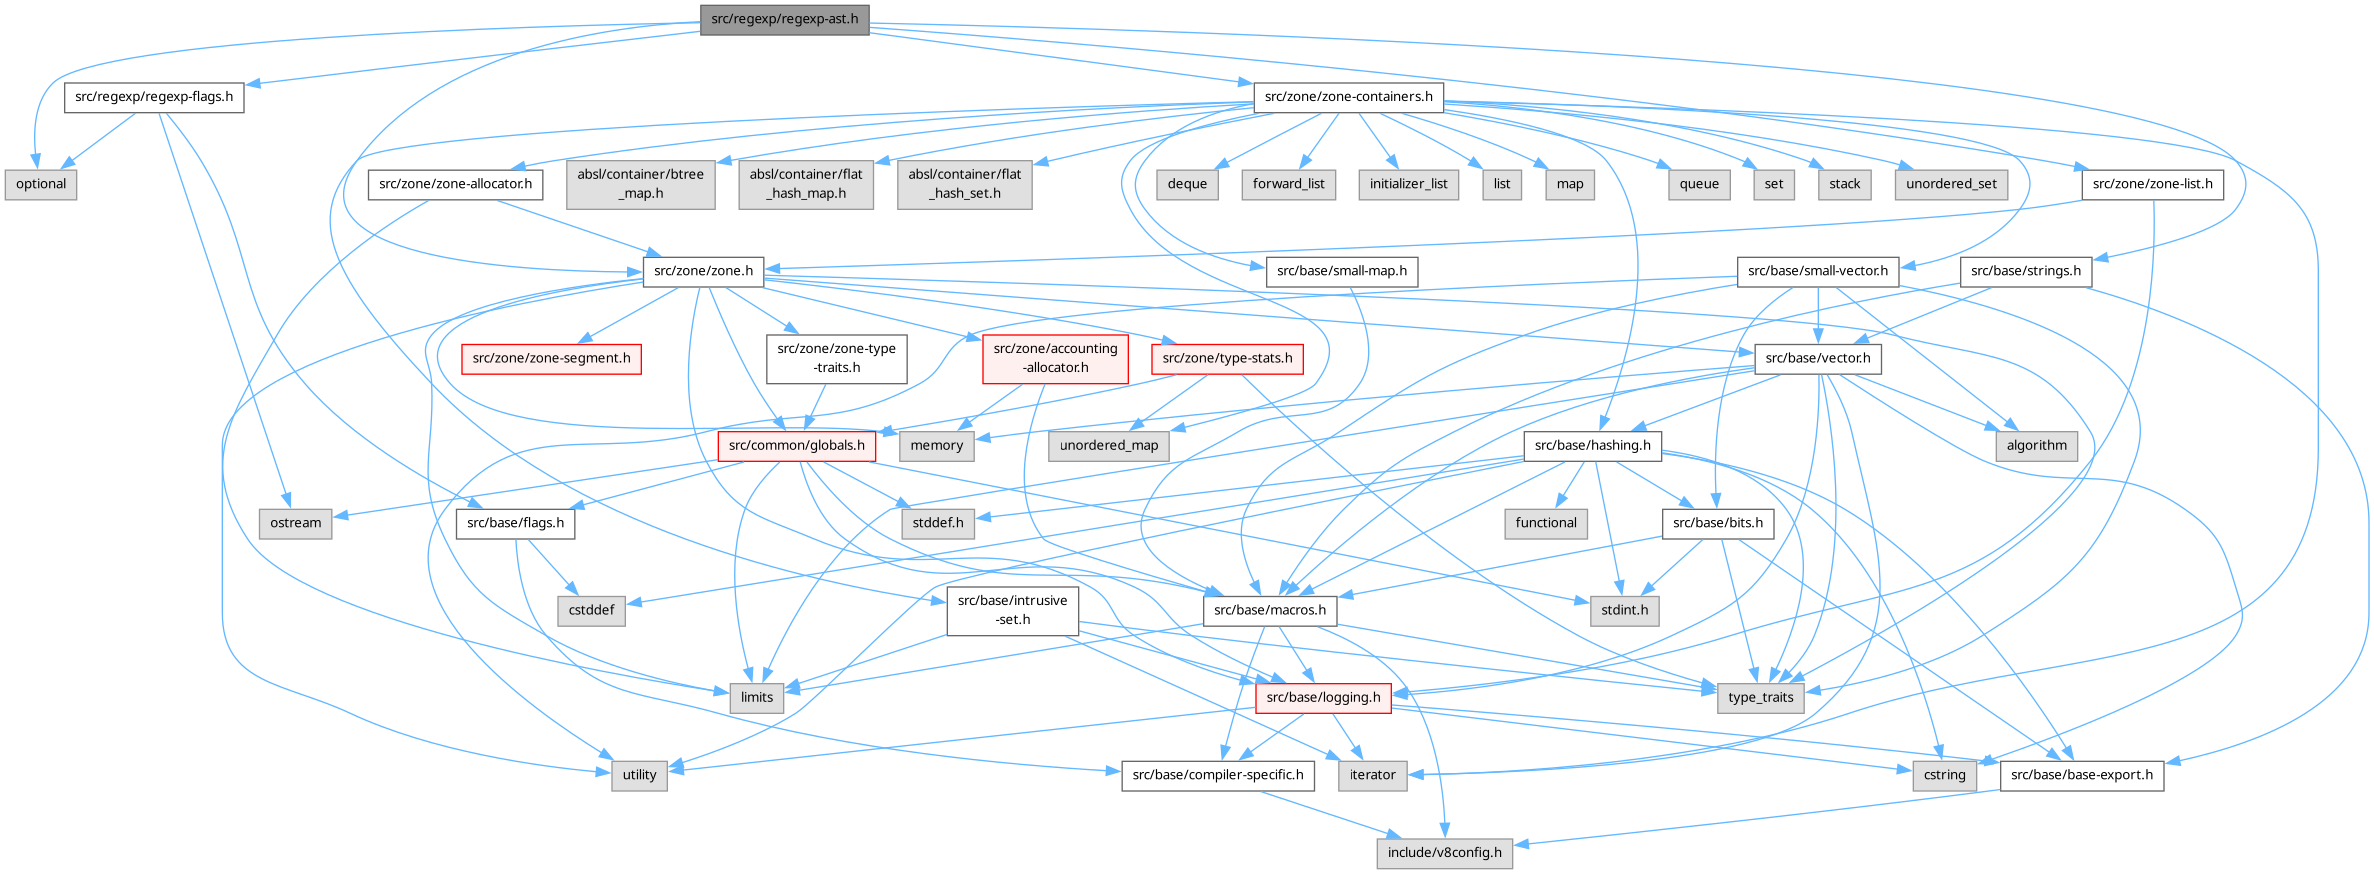 src/regexp/regexp-ast.h
src/regexp/regexp-flags.h
src/zone/zone-containers.h
optional
src/zone/zone-allocator.h
absl/container/btree
_map.h
absl/container/flat
_hash_map.h
absl/container/flat
_hash_set.h
deque
forward_list
initializer_list
list
map
queue
set
stack
unordered_set
src/zone/zone-list.h
src/zone/zone.h
src/base/small-map.h
src/base/small-vector.h
src/base/strings.h
src/zone/zone-segment.h
src/zone/zone-type
-traits.h
src/zone/accounting
-allocator.h
src/zone/type-stats.h
src/base/vector.h
src/common/globals.h
memory
unordered_map
src/base/hashing.h
algorithm
ostream
src/base/flags.h
stddef.h
functional
src/base/bits.h
cstddef
src/base/intrusive
-set.h
src/base/macros.h
stdint.h
limits
src/base/logging.h
type_traits
utility
src/base/compiler-specific.h
iterator
cstring
src/base/base-export.h
include/v8config.h